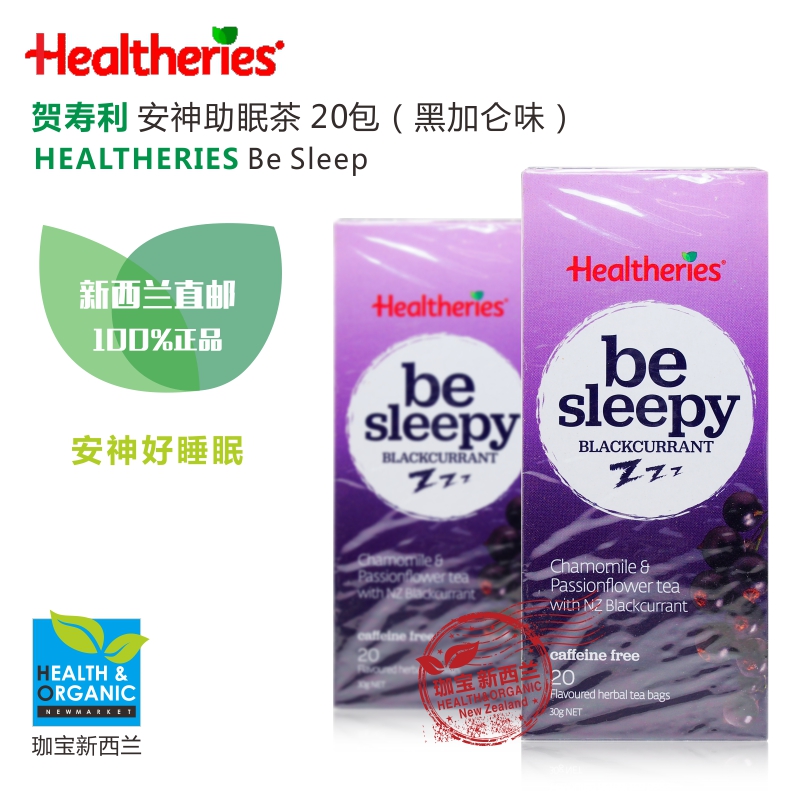 Healtheries
贺寿利 安神助眠茶 20包（黑加仑味）
HEALTHERIES Be Sleep
新西兰直邮
100%正品
安神好睡眠
HEALTH &
ORGANIC
NEWMARKET
珈宝新西兰
Healtheries
be
sleepy
BLACKCURRANT
Zzz
Chamomile &
Passionflower tea
with NZ Blackcurrant
caffeine free
20
Flavoured herb
30g NET
Healtheries
be
sleepy
BLACKCURRANT
Zzz
Chamomile &
Passionflower tea
with NZ Blackcurrant
caffeine free
20
Flavoured herbal tea bags
30g NET
珈宝新西兰
HEALTH&ORGANIC
New Zealand